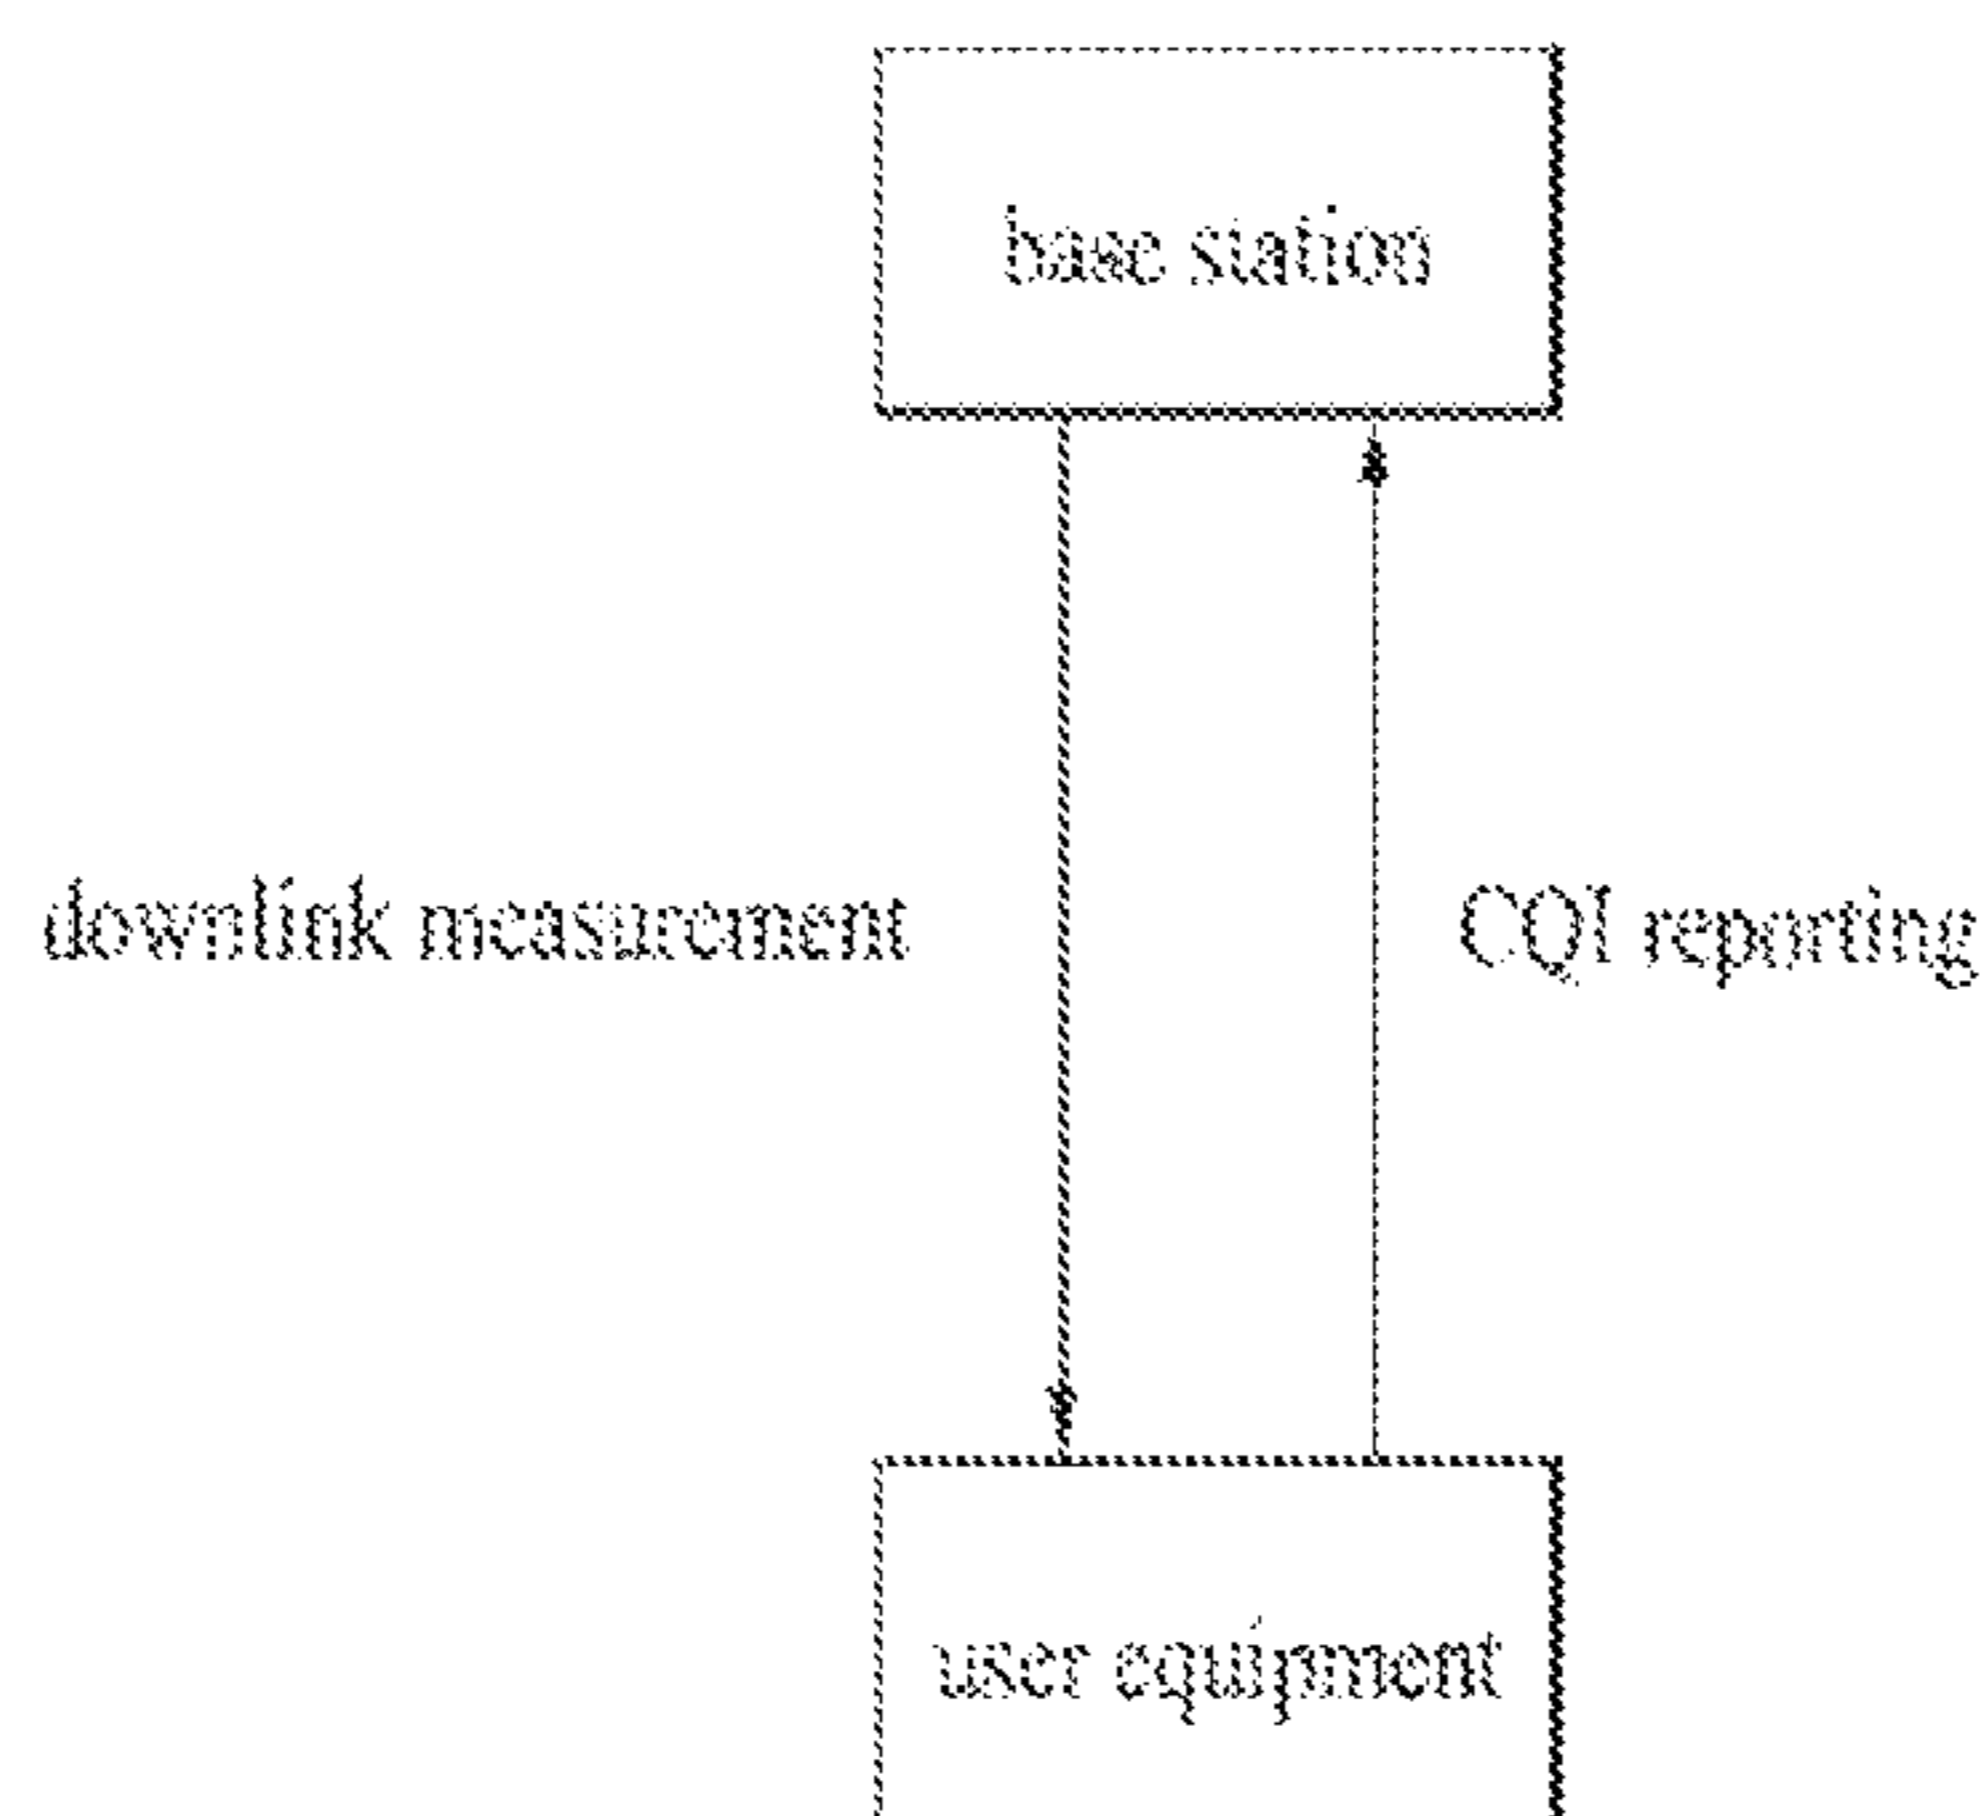 base station
downlink measurement
CQI reporting
user equipment